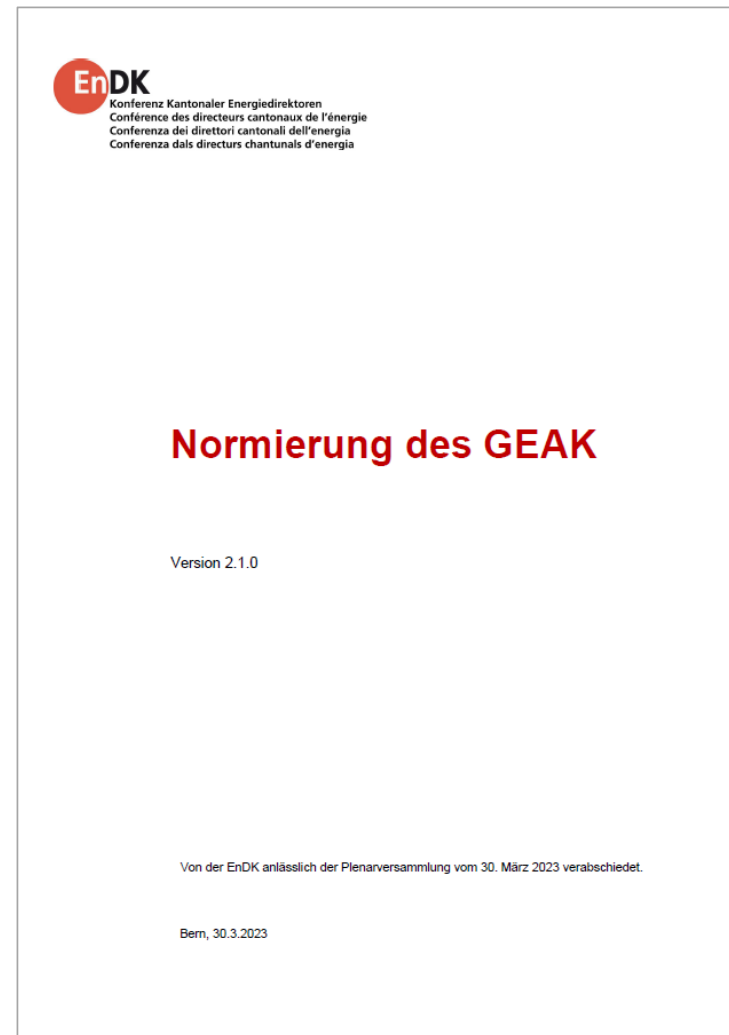 EnDK
Konferenz Kantonaler Energiedirektoren
Conférence des directeurs cantonaux de l'énergie
Conferenza dei direttori cantonali dell'energia
Conferenza dals directurs chantunals d'energia
Normierung des GEAK
Version 2.1.0
Von der EnDK anlässlich der Plenarversammlung vom 30. März 2023 verabschiedet.
Bern, 30.3.2023